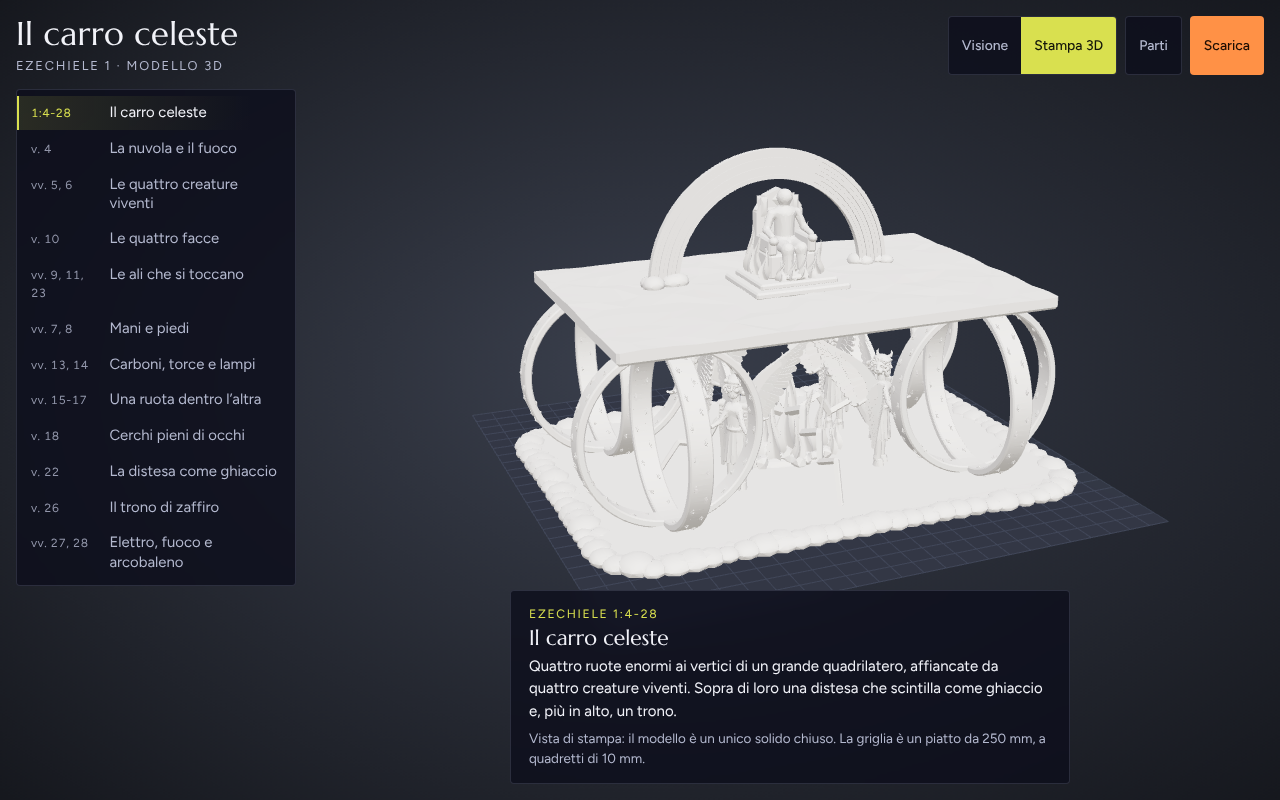 Il carro celeste
EZECHIELE 1 · MODELLO 3D
Visione
Stampa 3D
Parti
Scarica
1:4-28 Il carro celeste
v. 4 La nuvola e il fuoco
vv. 5, 6 Le quattro creature
viventi
v. 10 Le quattro facce
vv. 9, 11, Le ali che si toccano
23
vv. 7, 8 Mani e piedi
vv. 13, 14 Carboni, torce e lampi
vv. 15-17 Una ruota dentro l’altra
v. 18 Cerchi pieni di occhi
v. 22 La distesa come ghiaccio
v. 26 Il trono di zaffiro
vv. 27, 28 Elettro, fuoco e
arcobaleno
EZECHIELE 1:4-28
Il carro celeste
Quattro ruote enormi ai vertici di un grande quadrilatero, affiancate da
quattro creature viventi. Sopra di loro una distesa che scintilla come ghiaccio
e, più in alto, un trono.
Vista di stampa: il modello è un unico solido chiuso. La griglia è un piatto da 250 mm, a
quadretti di 10 mm.